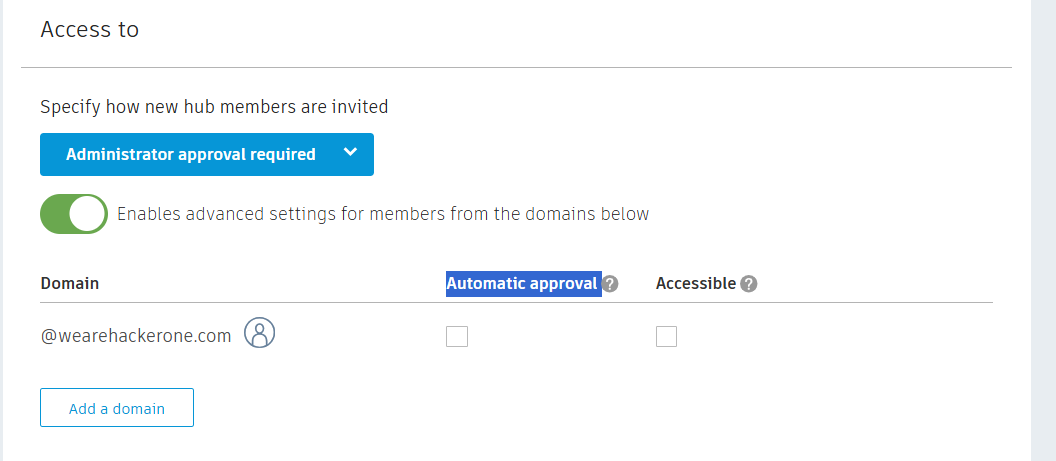 Access to
Specify how new hub members are invited
Administrator approval required
Enables advanced settings for members from the domains below
Domain Automatic approval ? Accessible ?
@wearehackerone.com
Add a domain